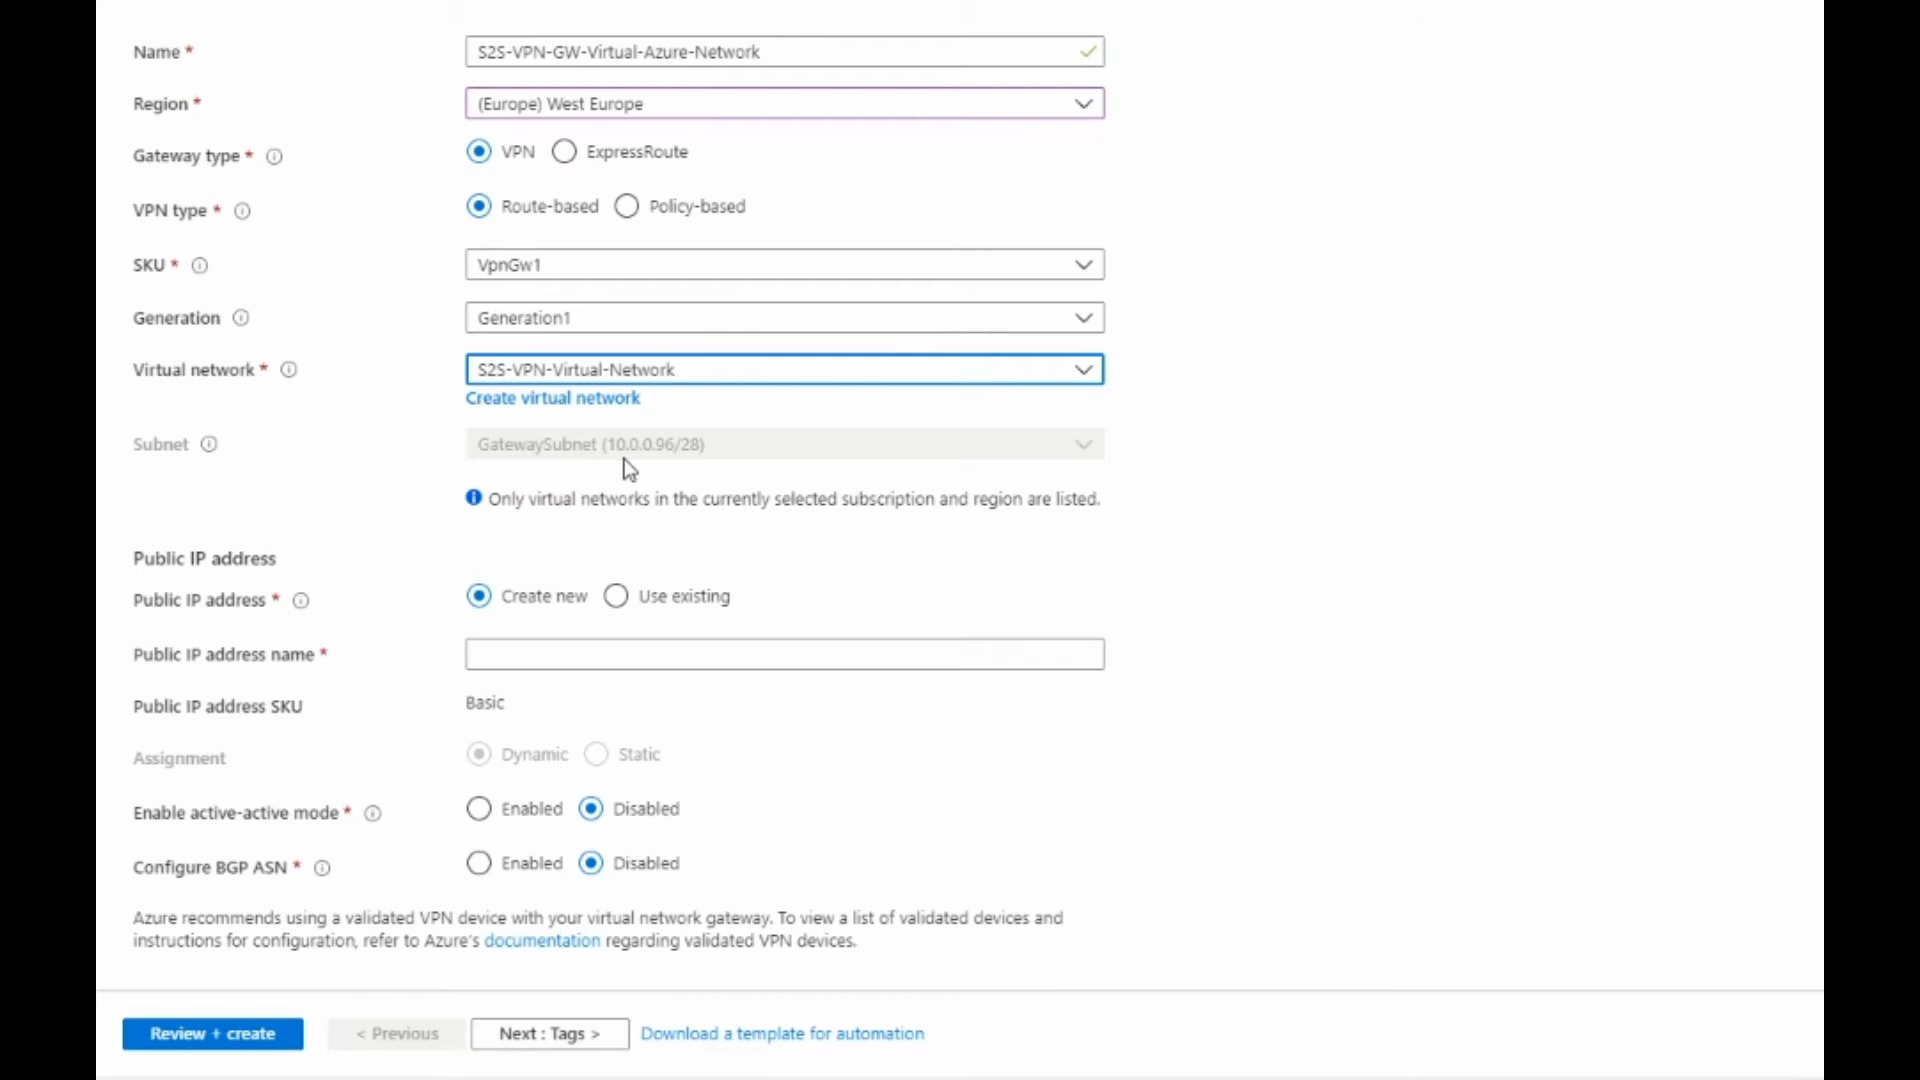 Name *
S2S-VPN-GW-Virtual-Azure-Network
Region *
(Europe) West Europe
Gateway type *
VPN
ExpressRoute
VPN type *
Route-based
Policy-based
SKU *
VpnGw1
Generation
Generation1
Virtual network *
S2S-VPN-Virtual-Network
Create virtual network
Subnet
GatewaySubnet (10.0.0.96/28)
Only virtual networks in the currently selected subscription and region are listed.
Public IP address
Public IP address *
Create new
Use existing
Public IP address name *
Public IP address SKU
Basic
Assignment
Dynamic
Static
Enable active-active mode *
Enabled
Disabled
Configure BGP ASN *
Enabled
Disabled
Azure recommends using a validated VPN device with your virtual network gateway. To view a list of validated devices and
instructions for configuration, refer to Azure's documentation regarding validated VPN devices.
Review + create
< Previous
Next : Tags >
Download a template for automation